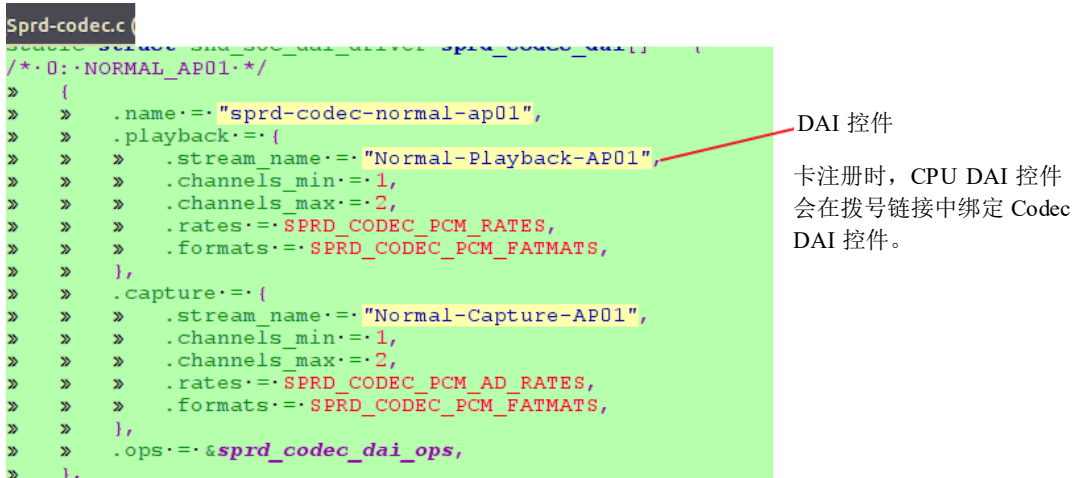 Sprd-codec.c (
static struct snd_soc_dai_driver sprd_codec_dai[] = {
/*·0:·NORMAL_AP01·*/
» {
» » .name·=·"sprd-codec-normal-ap01",
» » .playback·=·{
» » » .stream_name·=·"Normal-Playback-AP01",
» » » .channels_min·=·1,
» » » .channels_max·=·2,
» » » .rates·=·SPRD_CODEC_PCM_RATES,
» » » .formats·=·SPRD_CODEC_PCM_FATMATS,
» » },
» » .capture·=·{
» » » .stream_name·=·"Normal-Capture-AP01",
» » » .channels_min·=·1,
» » » .channels_max·=·2,
» » » .rates·=·SPRD_CODEC_PCM_AD_RATES,
» » » .formats·=·SPRD_CODEC_PCM_FATMATS,
» » },
» » .ops·=·&sprd_codec_dai_ops,
» },
DAI 控件
卡注册时，CPU DAI 控件
会在拨号链接中绑定 Codec
DAI 控件。